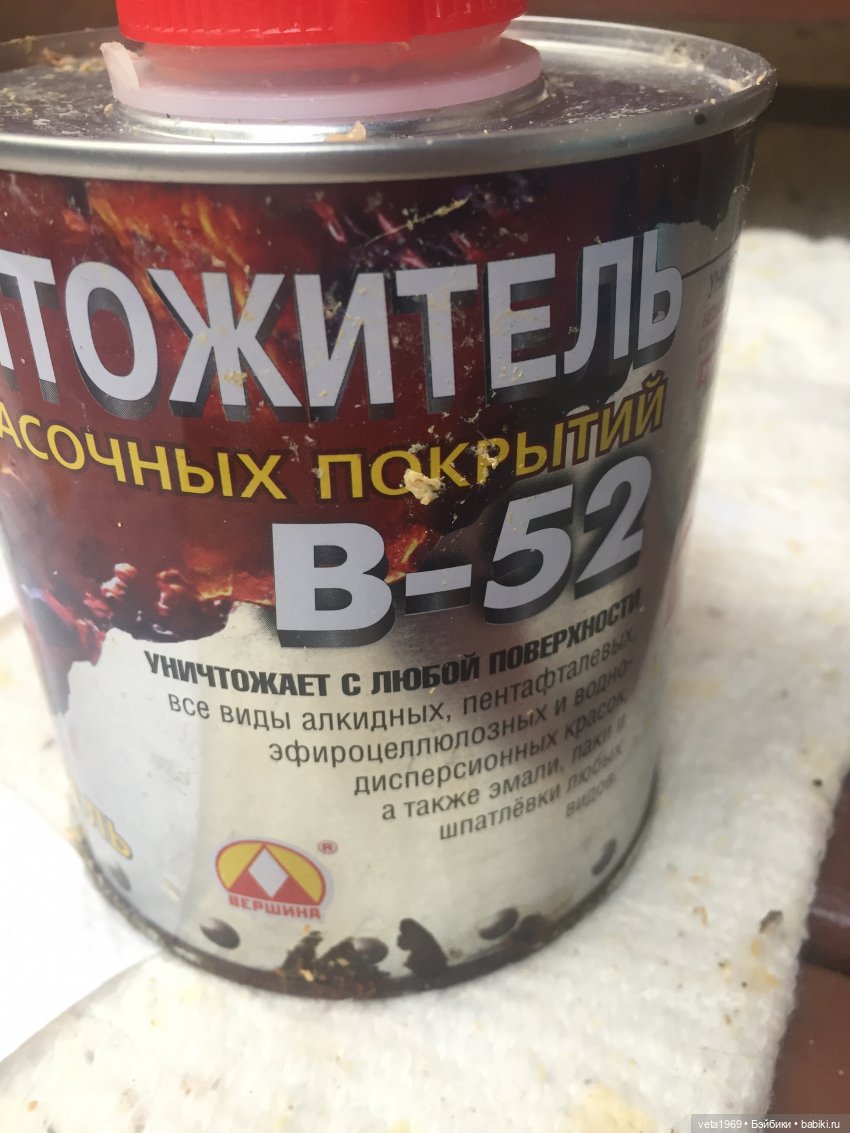 ТОЖИТЕЛЬ
АСОЧНЫХ ПОКРЫТИЙ
В-52
УНИЧТОЖАЕТ С ЛЮБОЙ ПОВЕРХНОСТИ
все виды алкидных, пентафталевых,
эфироцеллюлозных и водно-
дисперсионных красок,
а также эмали, лаки и
шпатлёвки любых
видов.
ЛЬ
®
ВЕРШИНА
veta1969 • Бэйбики • babiki.ru